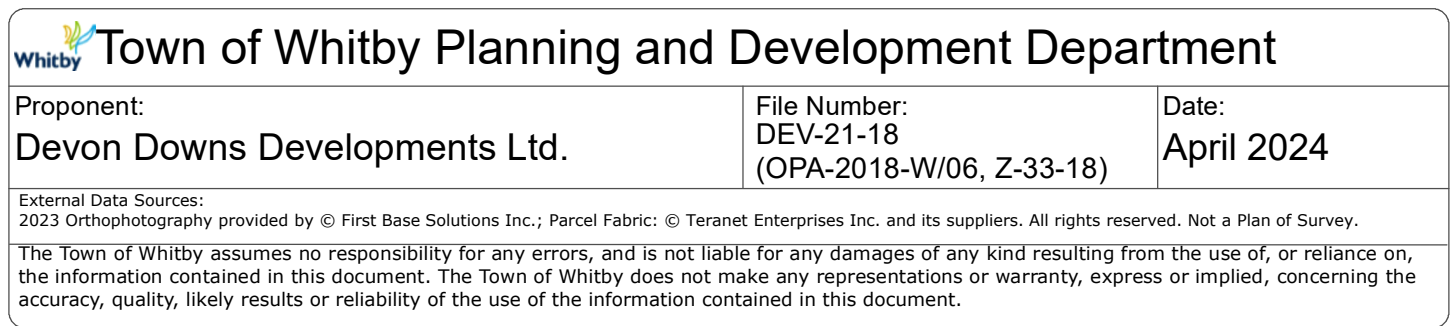 Whitby
Town of Whitby Planning and Development Department
Proponent:
Devon Downs Developments Ltd.
File Number:
DEV-21-18
(OPA-2018-W/06, Z-33-18)
Date:
April 2024
External Data Sources:
2023 Orthophotography provided by © First Base Solutions Inc.; Parcel Fabric: © Teranet Enterprises Inc. and its suppliers. All rights reserved. Not a Plan of Survey.
The Town of Whitby assumes no responsibility for any errors, and is not liable for any damages of any kind resulting from the use of, or reliance on,
the information contained in this document. The Town of Whitby does not make any representations or warranty, express or implied, concerning the
accuracy, quality, likely results or reliability of the use of the information contained in this document.